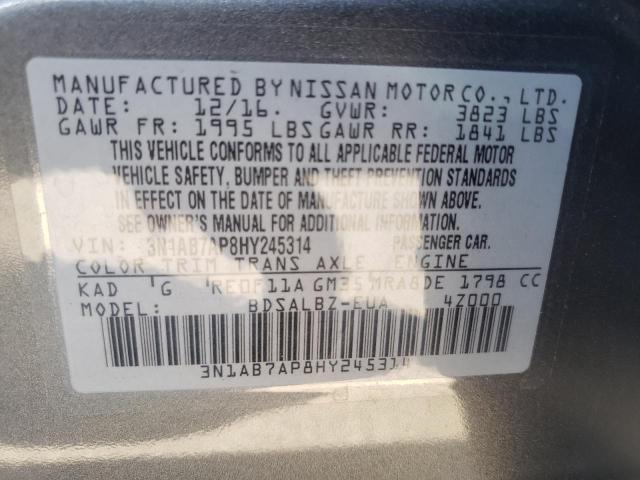 MANUFACTURED BY NISSAN MOTOR CO., LTD.
DATE: 12/16. GVWR: 3823 LBS
GAWR FR: 1995 LBS GAWR RR: 1841 LBS
THIS VEHICLE CONFORMS TO ALL APPLICABLE FEDERAL MOTOR
VEHICLE SAFETY, BUMPER AND THEFT PREVENTION STANDARDS
IN EFFECT ON THE DATE OF MANUFACTURE SHOWN ABOVE.
SEE OWNER'S MANUAL FOR ADDITIONAL INFORMATION.
VIN: 3N1AB7AP8HY245314 PASSENGER CAR.
COLOR TRIM TRANS AXLE ENGINE
KAD 'G 'RE0F11A GM35 MRA8DE 1798 CC
MODEL: BDSALBZ-EUA 4Z000
3N1AB7AP8HY245314